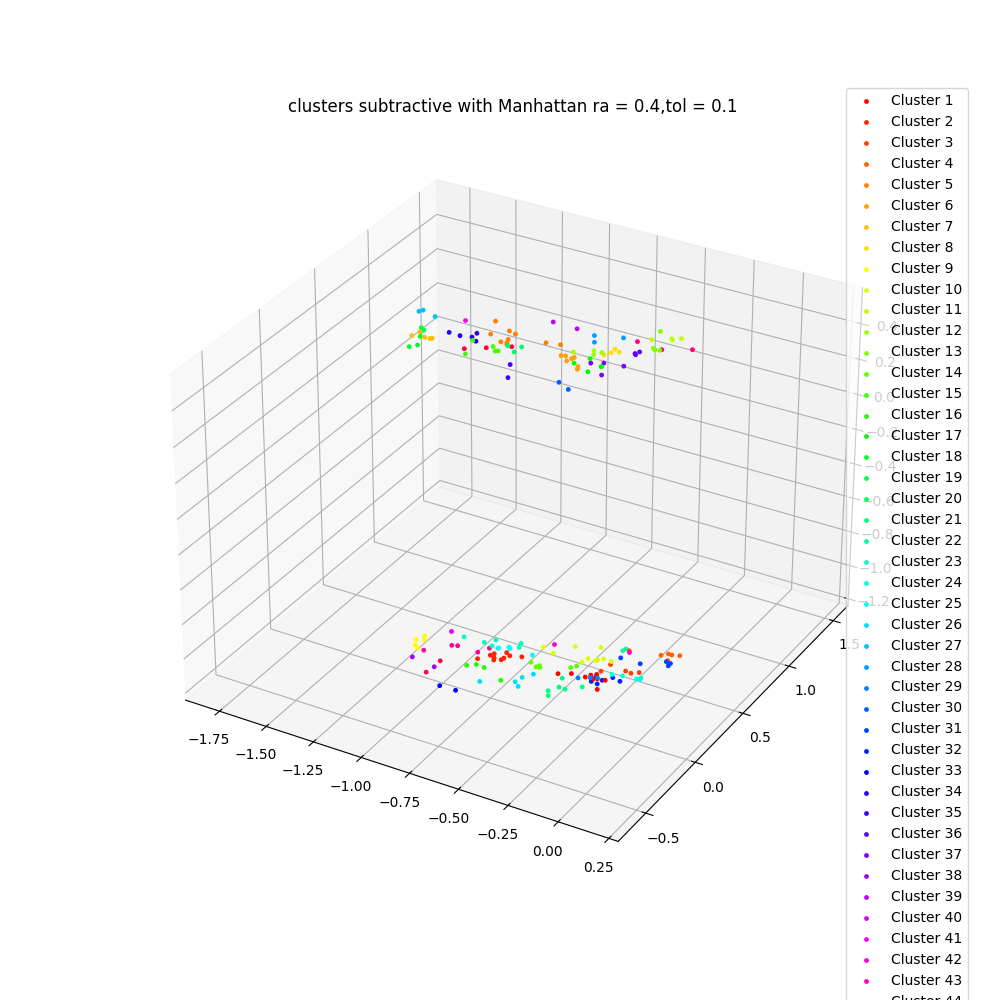 clusters subtractive with Manhattan ra = 0.4,tol = 0.1
Cluster 1
Cluster 2
Cluster 3
Cluster 4
Cluster 5
Cluster 6
Cluster 7
Cluster 8
Cluster 9
Cluster 10
Cluster 11
Cluster 12
Cluster 13
Cluster 14
Cluster 15
Cluster 16
Cluster 17
Cluster 18
Cluster 19
Cluster 20
Cluster 21
Cluster 22
Cluster 23
Cluster 24
Cluster 25
Cluster 26
Cluster 27
Cluster 28
Cluster 29
Cluster 30
Cluster 31
Cluster 32
Cluster 33
Cluster 34
Cluster 35
Cluster 36
Cluster 37
Cluster 38
Cluster 39
Cluster 40
Cluster 41
Cluster 42
Cluster 43
Cluster 44
0.4
0.2
0.0
−0.2
−0.4
−0.6
−0.8
−1.0
−1.2
1.5
1.0
0.5
0.0
−0.5
−1.75
−1.50
−1.25
−1.00
−0.75
−0.50
−0.25
0.00
0.25